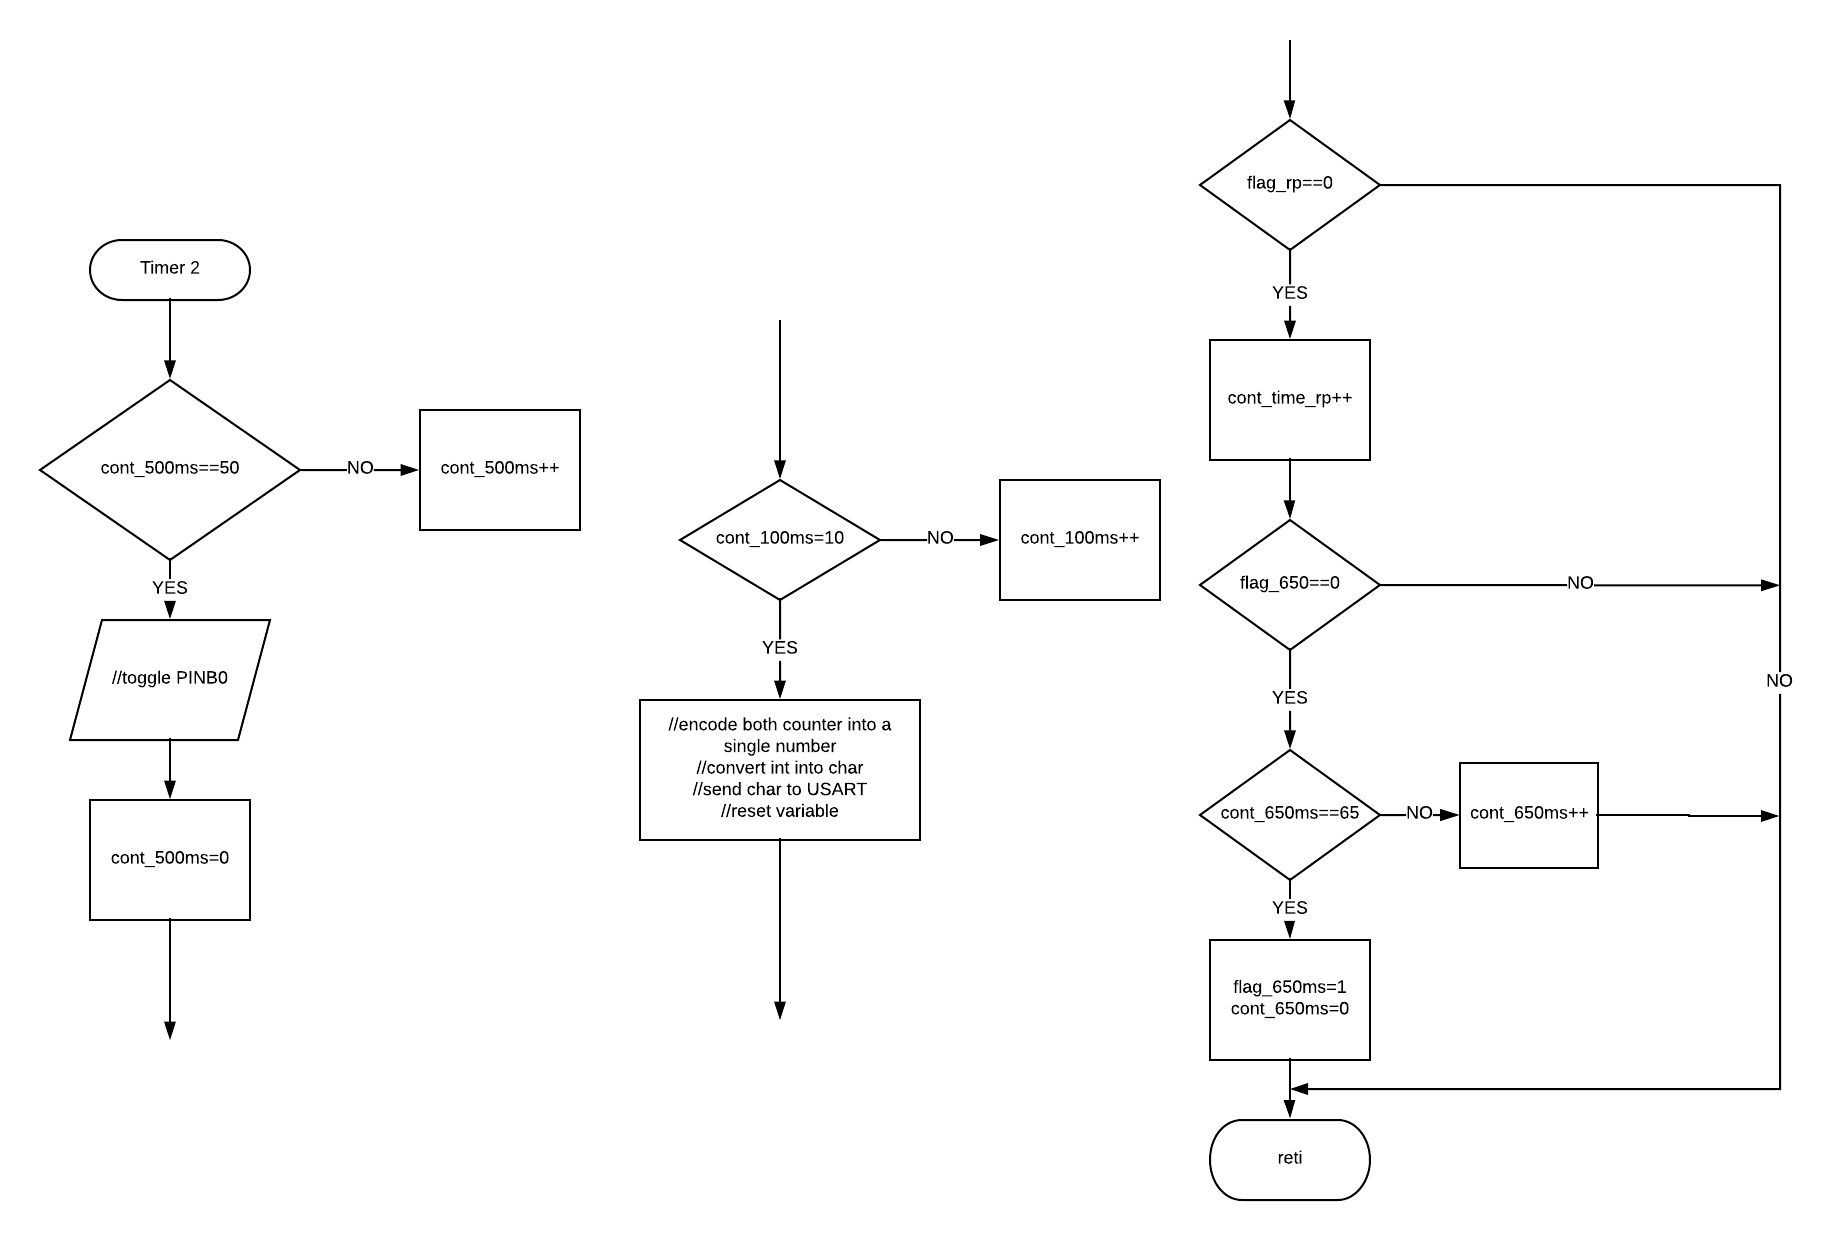 Timer 2
cont_500ms==50
NO
cont_500ms++
YES
//toggle PINB0
cont_500ms=0
cont_100ms=10
NO
cont_100ms++
YES
//encode both counter into a
single number
//convert int into char
//send char to USART
//reset variable
flag_rp==0
YES
cont_time_rp++
flag_650==0
NO
YES
NO
cont_650ms==65
NO
cont_650ms++
YES
flag_650ms=1
cont_650ms=0
reti